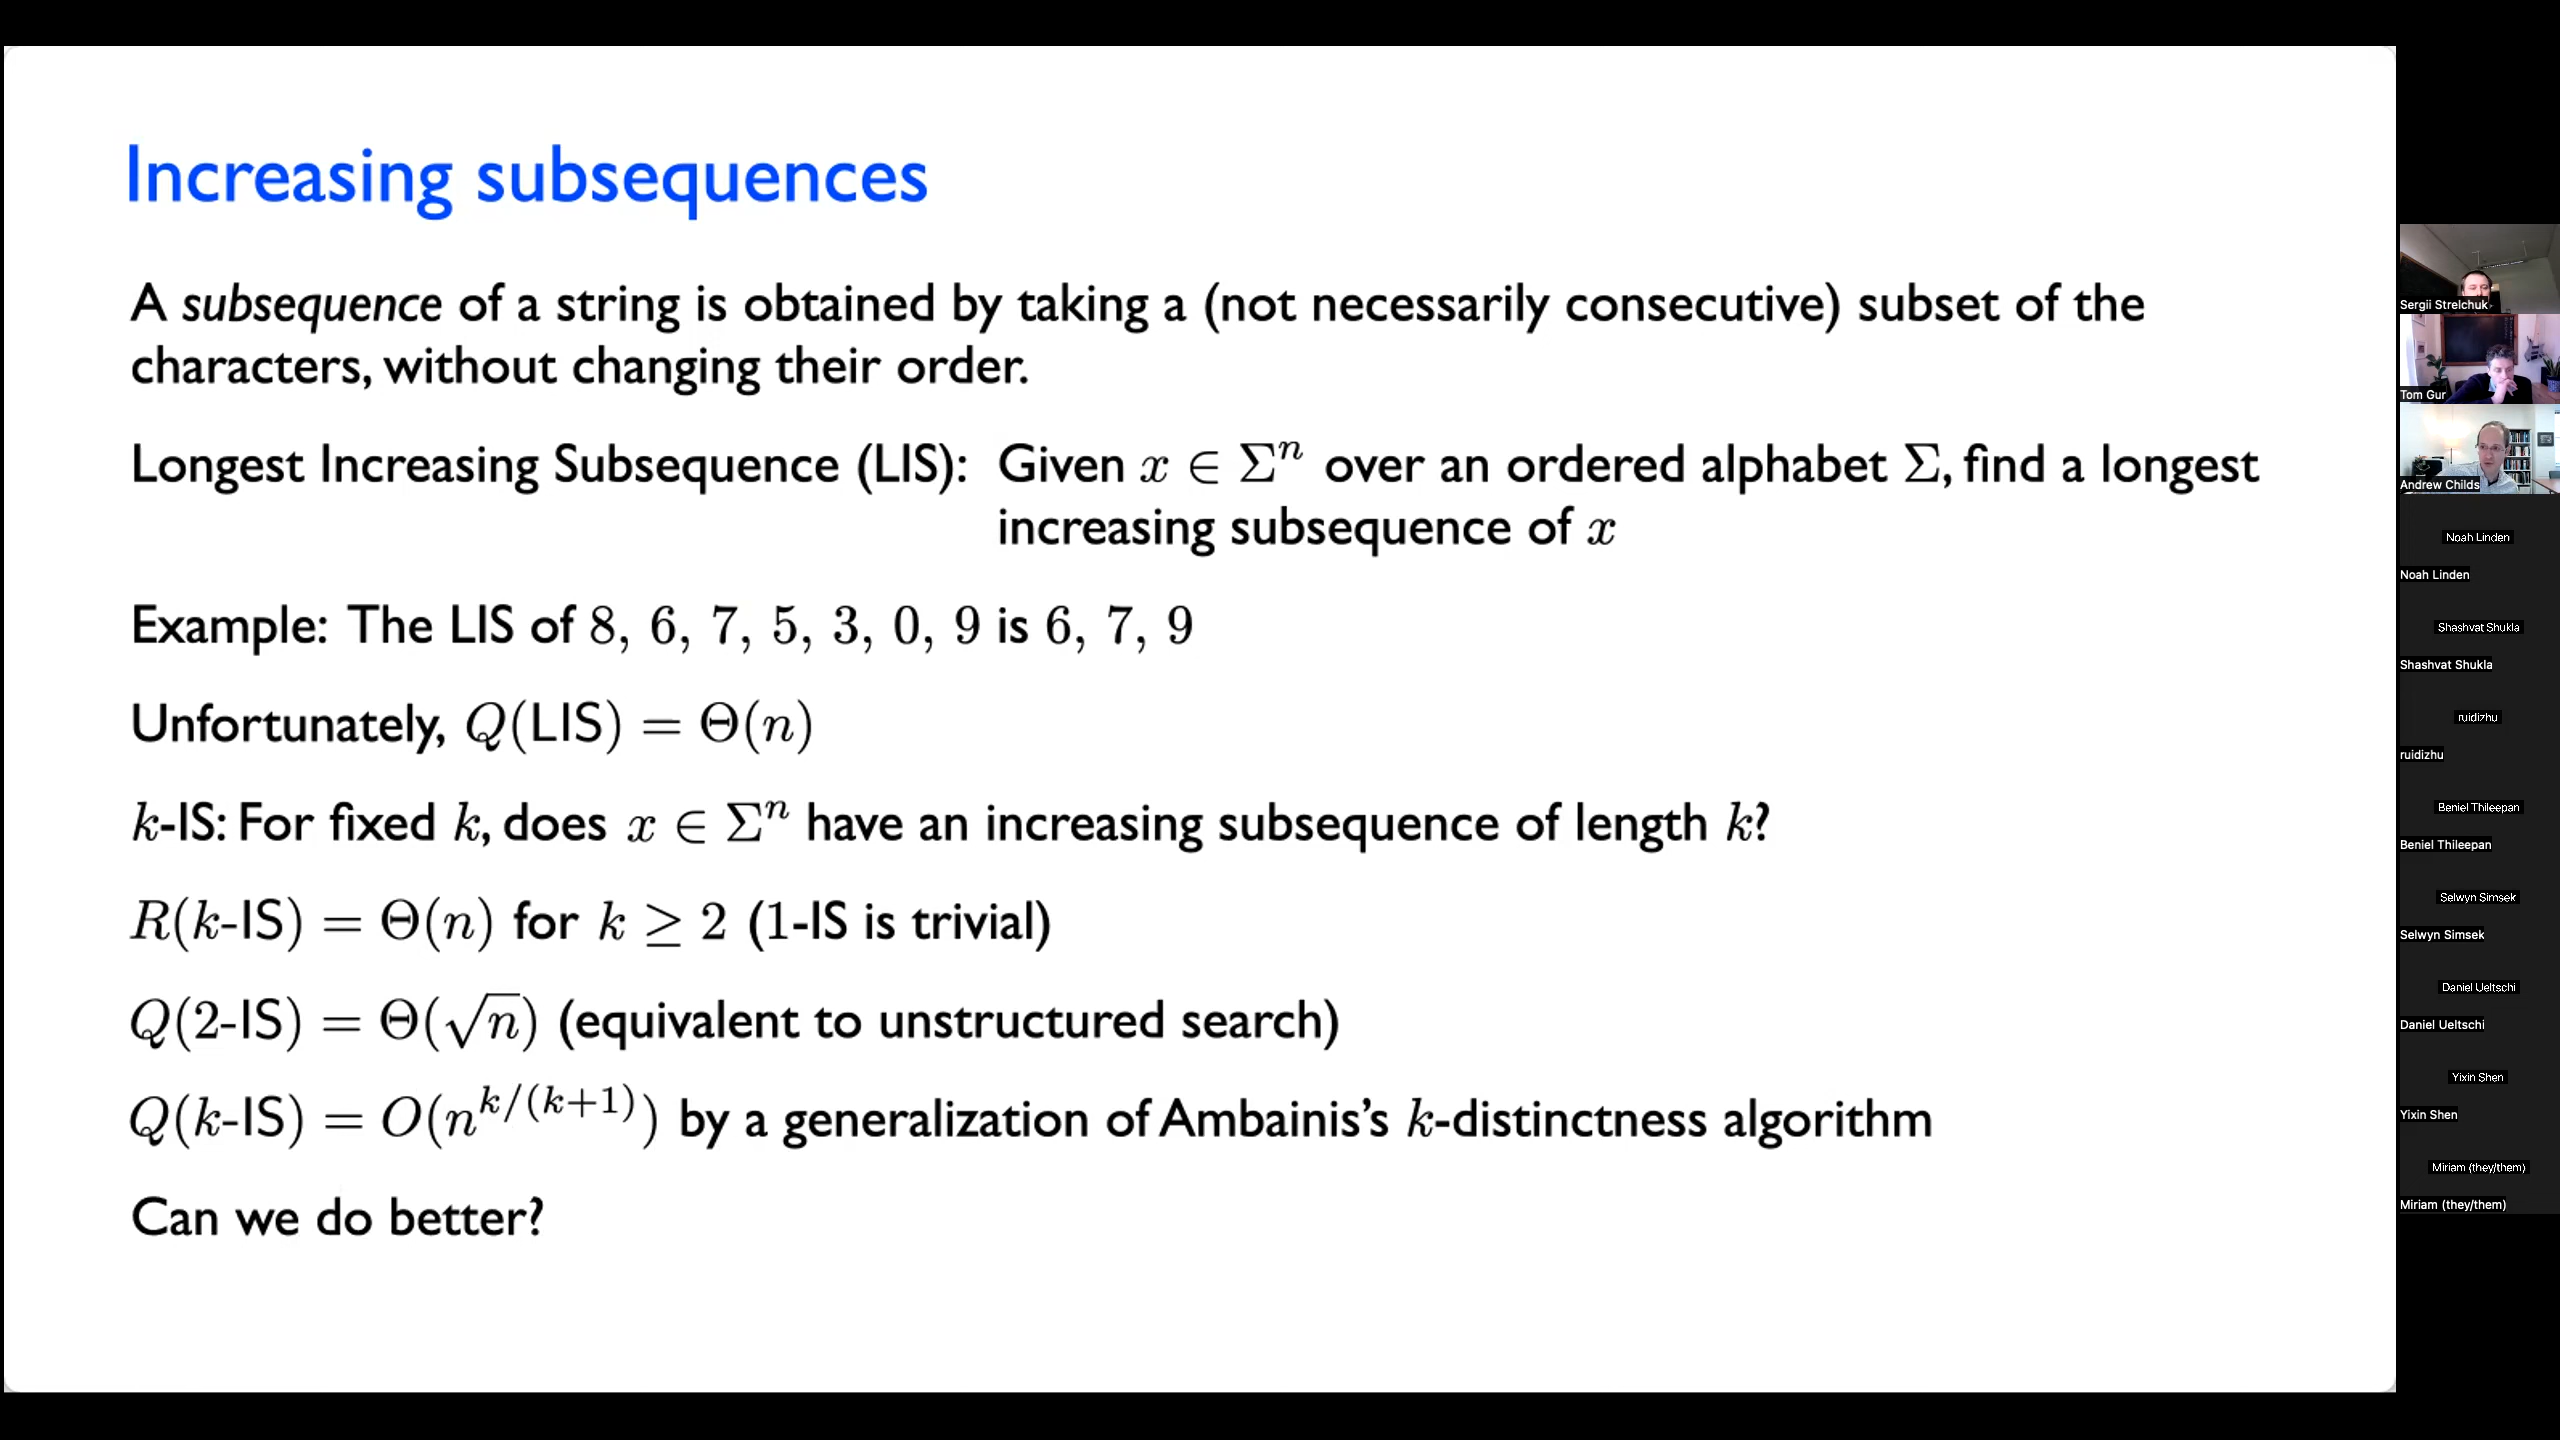 Increasing subsequences
A subsequence of a string is obtained by taking a (not necessarily consecutive) subset of the
characters, without changing their order.
Longest Increasing Subsequence (LIS): Given x ∈ Σⁿ over an ordered alphabet Σ, find a longest
increasing subsequence of x
Example: The LIS of 8, 6, 7, 5, 3, 0, 9 is 6, 7, 9
Unfortunately, Q(LIS) = Θ(n)
k-IS: For fixed k, does x ∈ Σⁿ have an increasing subsequence of length k?
R(k-IS) = Θ(n) for k ≥ 2 (1-IS is trivial)
Q(2-IS) = Θ(√n) (equivalent to unstructured search)
Q(k-IS) = O(n^{k/(k+1)}) by a generalization of Ambainis's k-distinctness algorithm
Can we do better?
Sergii Strelchuk
Tom Gur
Andrew Childs
Noah Linden
Noah Linden
Shashvat Shukla
Shashvat Shukla
ruidizhu
ruidizhu
Beniel Thileepan
Beniel Thileepan
Selwyn Simsek
Selwyn Simsek
Daniel Ueltschi
Daniel Ueltschi
Yixin Shen
Yixin Shen
Miriam (they/them)
Miriam (they/them)